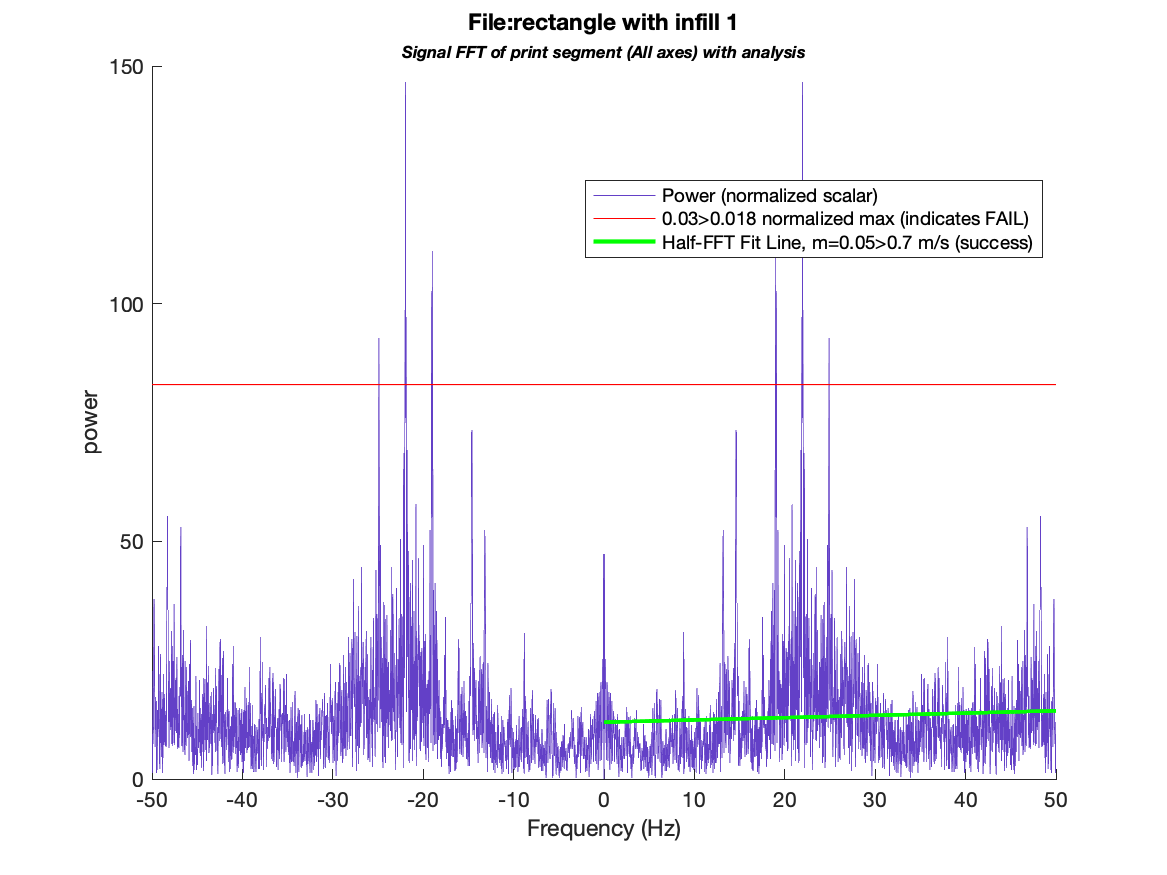 File:rectangle with infill 1
Signal FFT of print segment (All axes) with analysis
150
Power (normalized scalar)
0.03>0.018 normalized max (indicates FAIL)
Half-FFT Fit Line, m=0.05>0.7 m/s (success)
100
power
50
0
-50 -40 -30 -20 -10 0 10 20 30 40 50
Frequency (Hz)